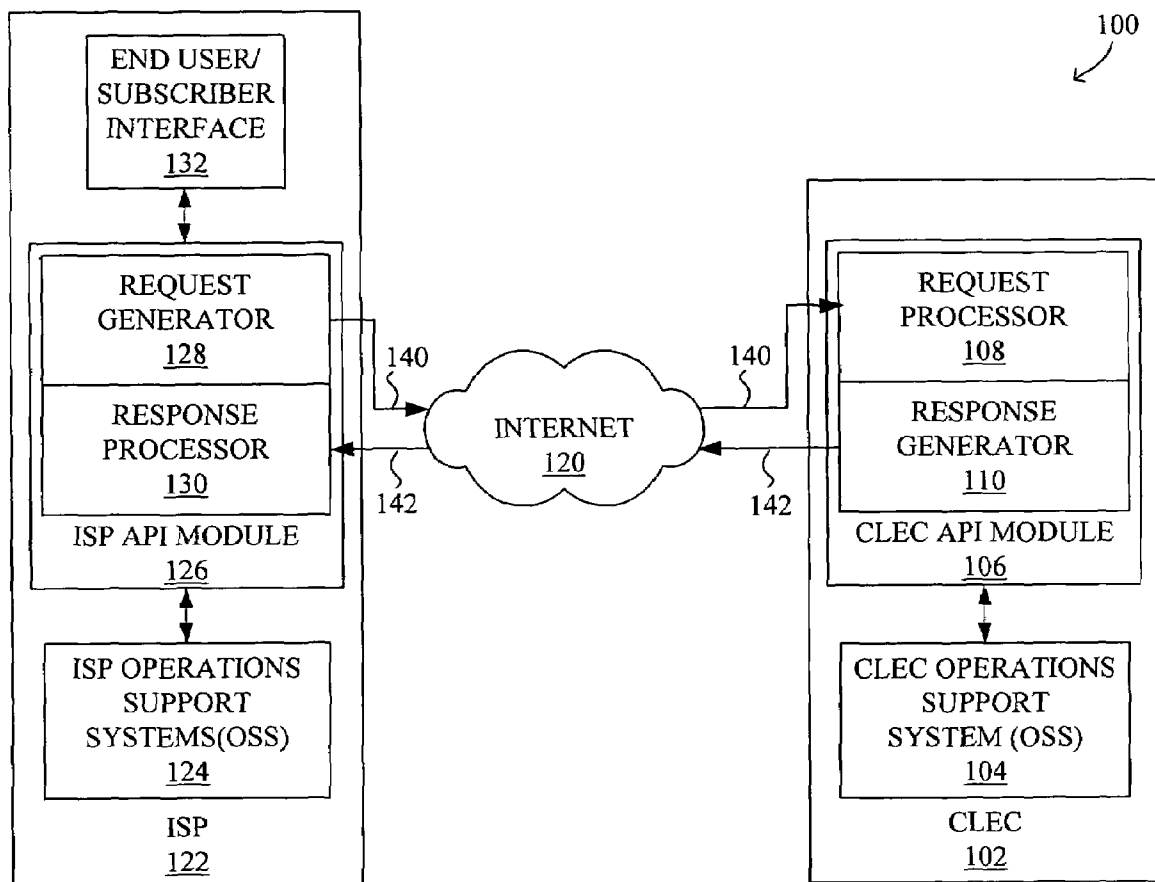 100
END USER/
SUBSCRIBER
INTERFACE
132
REQUEST
GENERATOR
128
RESPONSE
PROCESSOR
130
ISP API MODULE
126
ISP OPERATIONS
SUPPORT
SYSTEMS(OSS)
124
ISP
122
140
142
INTERNET
120
140
142
REQUEST
PROCESSOR
108
RESPONSE
GENERATOR
110
CLEC API MODULE
106
CLEC OPERATIONS
SUPPORT
SYSTEM (OSS)
104
CLEC
102